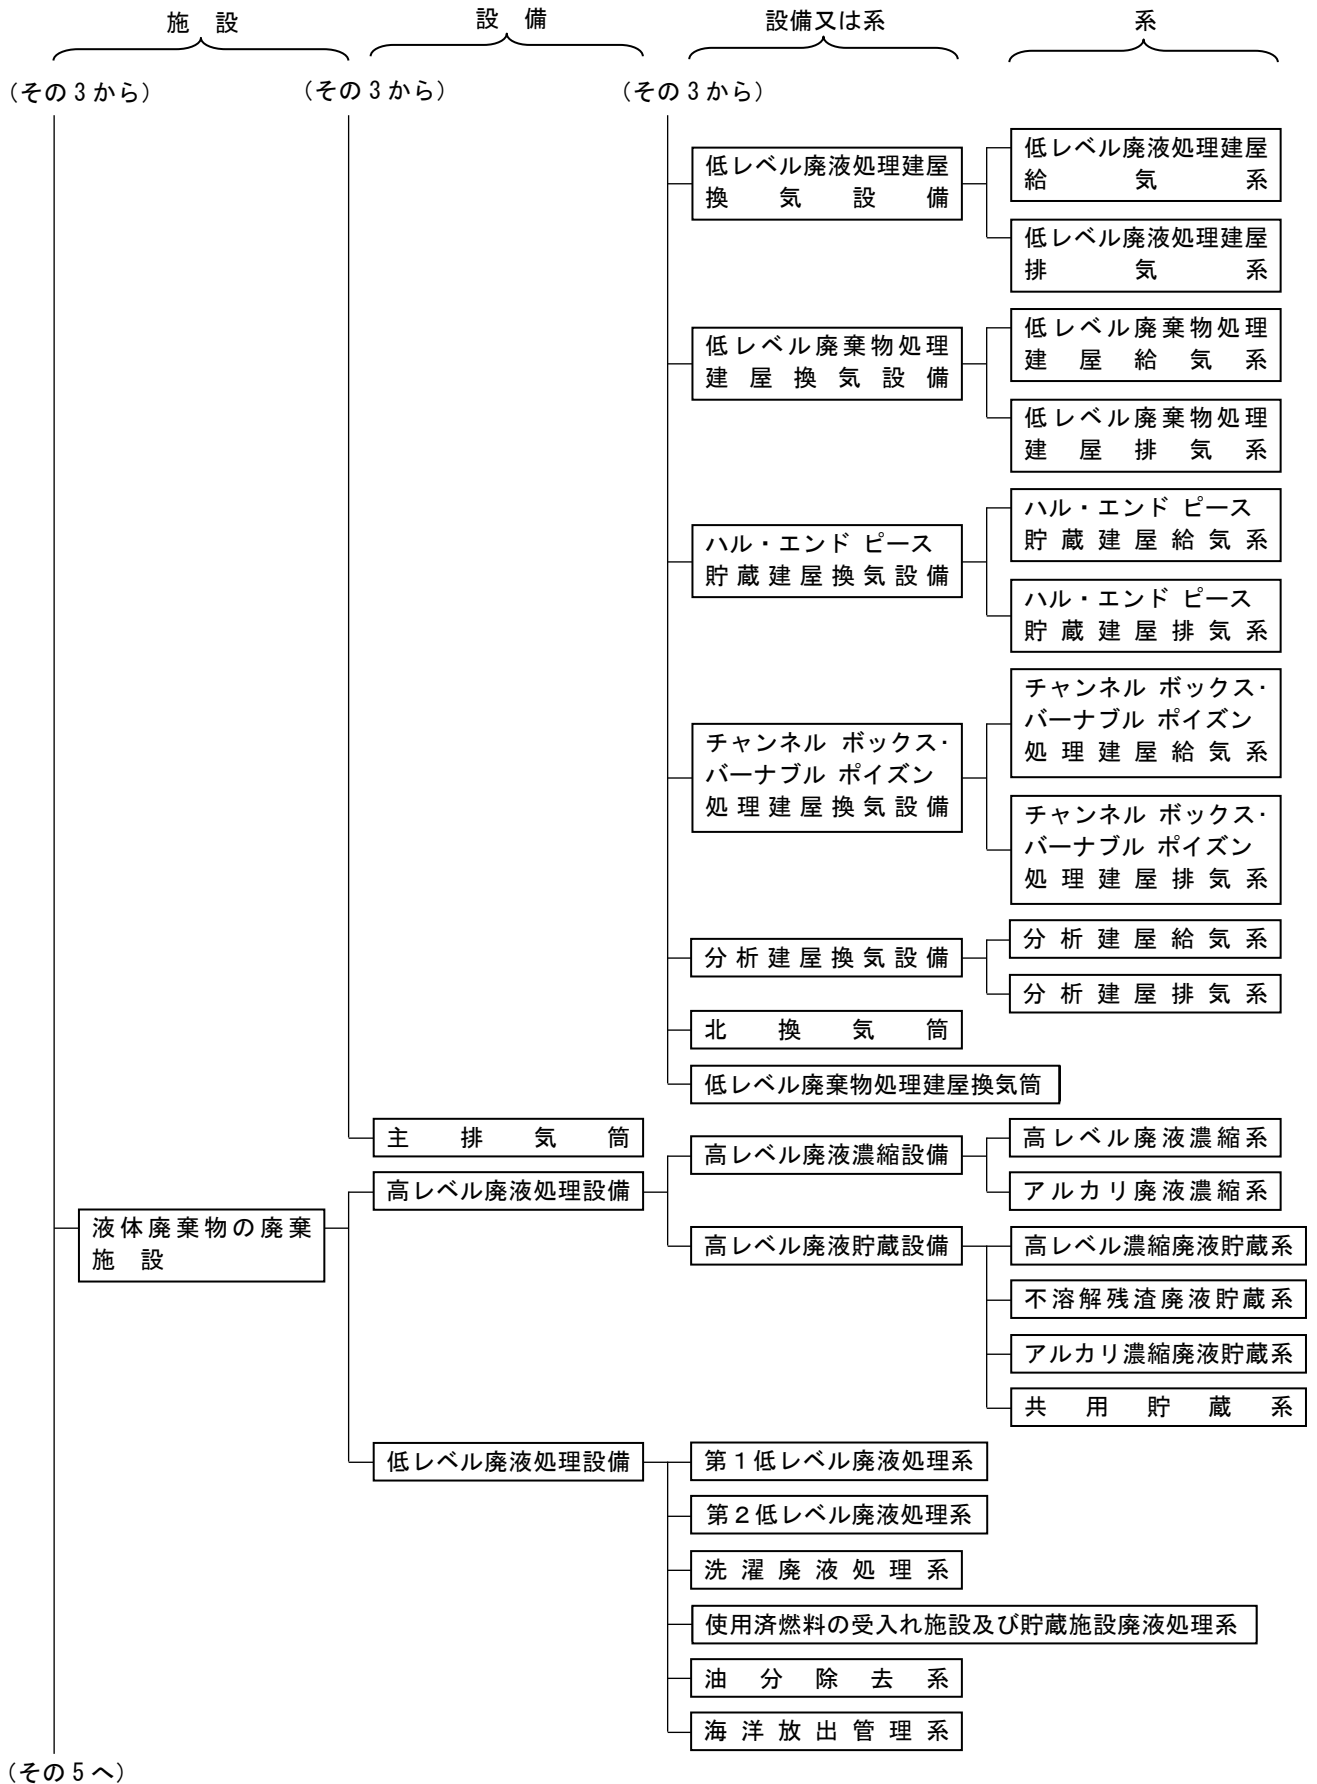 施設
設備
設備又は系
系
(その3から)
(その3から)
(その3から)
低レベル廃液処理建屋
換気設備
低レベル廃液処理建屋
給気系
低レベル廃液処理建屋
排気系
低レベル廃棄物処理
建屋換気設備
低レベル廃棄物処理
建屋給気系
低レベル廃棄物処理
建屋排気系
ハル・エンド ピース
貯蔵建屋換気設備
ハル・エンド ピース
貯蔵建屋給気系
ハル・エンド ピース
貯蔵建屋排気系
チャンネル ボックス・
バーナブル ポイズン
処理建屋換気設備
チャンネル ボックス・
バーナブル ポイズン
処理建屋給気系
チャンネル ボックス・
バーナブル ポイズン
処理建屋排気系
分析建屋換気設備
分析建屋給気系
分析建屋排気系
北換気筒
低レベル廃棄物処理建屋換気筒
主排気筒
液体廃棄物の廃棄
施設
高レベル廃液処理設備
高レベル廃液濃縮設備
高レベル廃液濃縮系
アルカリ廃液濃縮系
高レベル廃液貯蔵設備
高レベル濃縮廃液貯蔵系
不溶解残渣廃液貯蔵系
アルカリ濃縮廃液貯蔵系
共用貯蔵系
低レベル廃液処理設備
第1低レベル廃液処理系
第2低レベル廃液処理系
洗濯廃液処理系
使用済燃料の受入れ施設及び貯蔵施設廃液処理系
油分除去系
海洋放出管理系
(その5へ)